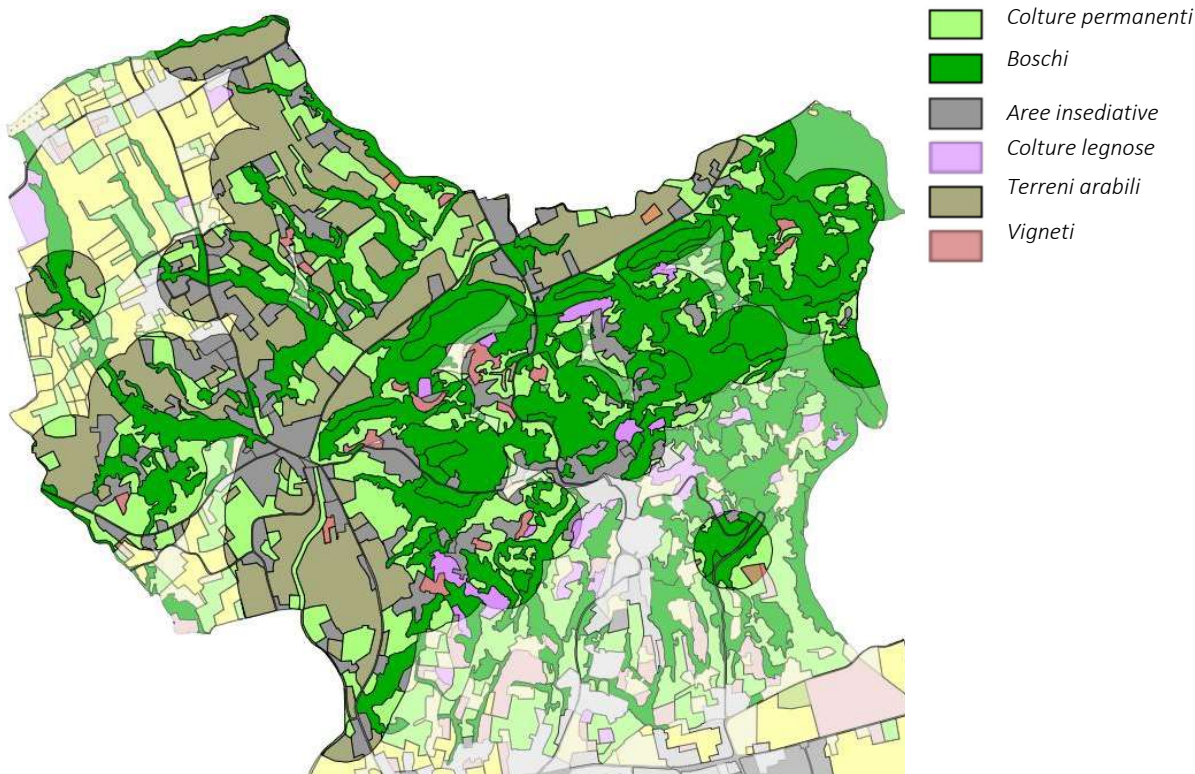 Colture permanenti
Boschi
Aree insediative
Colture legnose
Terreni arabili
Vigneti